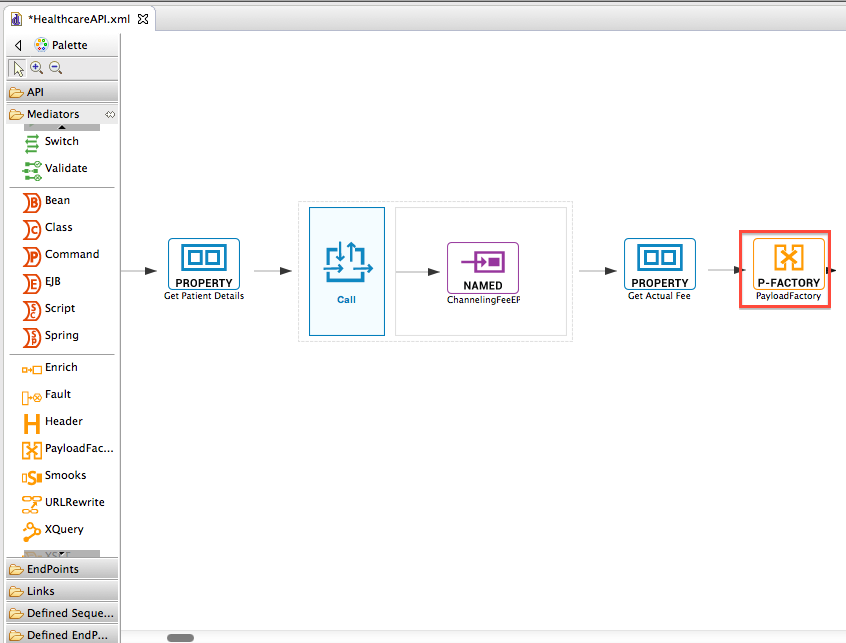 *HealthcareAPI.xml
Palette
API
Mediators
Switch
Validate
Bean
Class
Command
EJB
Script
Spring
Enrich
Fault
Header
PayloadFac...
Smooks
URLRewrite
XQuery
EndPoints
Links
Defined Seque...
Defined EndP...
PROPERTY
Get Patient Details
Call
NAMED
ChannelingFeeEP
PROPERTY
Get Actual Fee
P-FACTORY
PayloadFactory